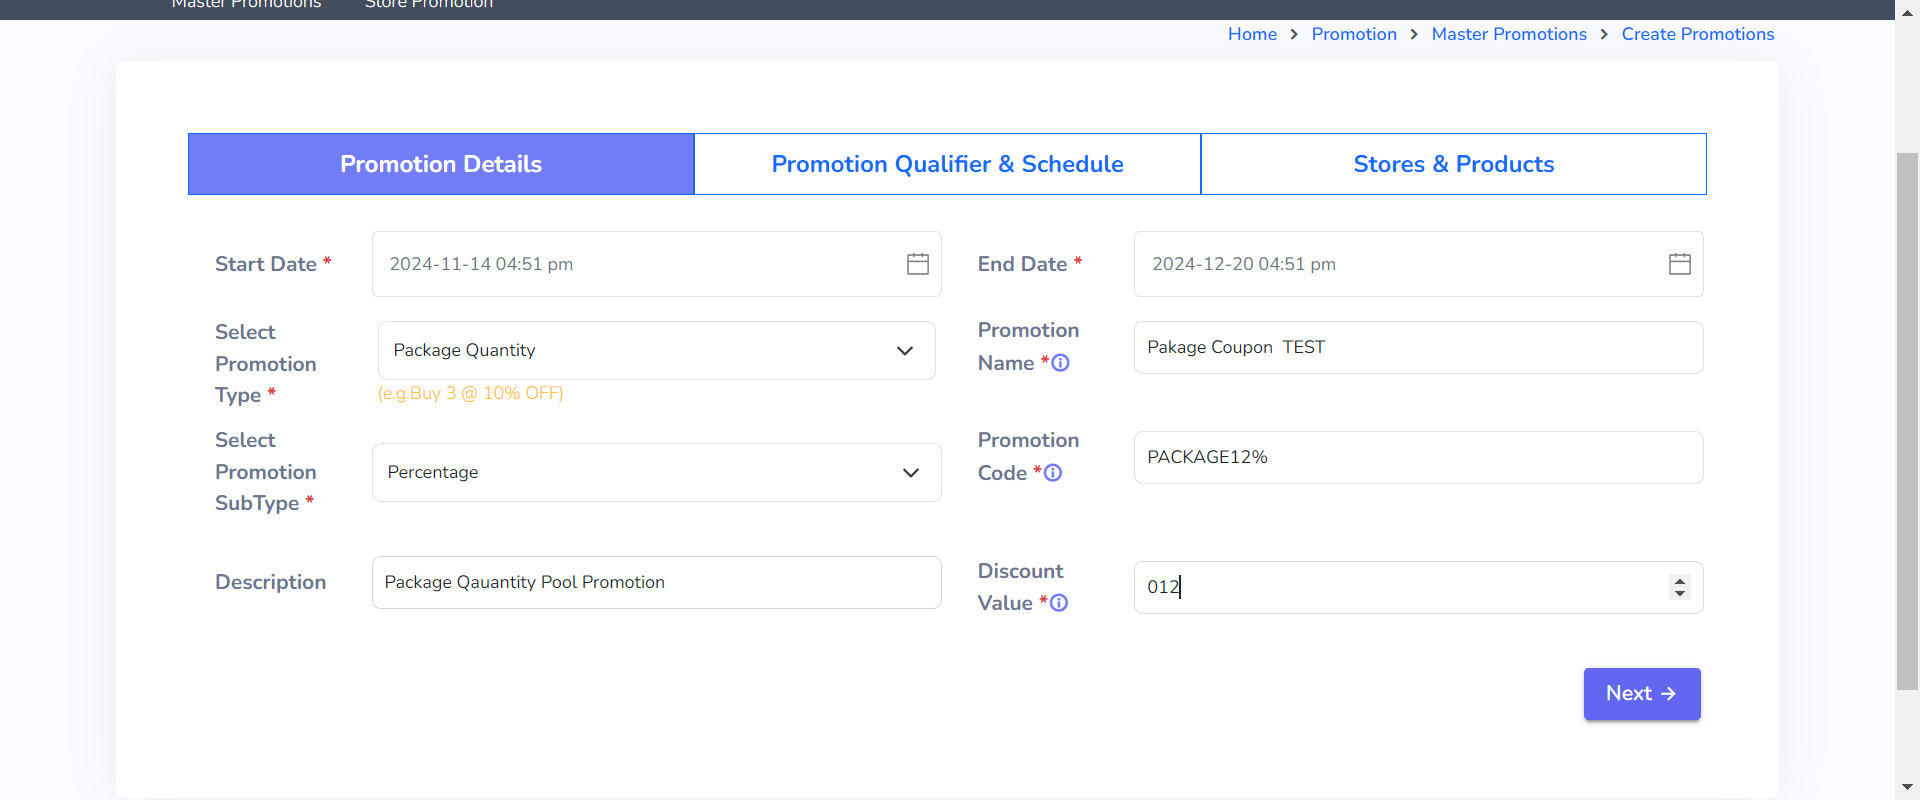 Master Promotions Store Promotion
Home > Promotion > Master Promotions > Create Promotions
Promotion Details
Promotion Qualifier & Schedule
Stores & Products
Start Date *
2024-11-14 04:51 pm
End Date *
2024-12-20 04:51 pm
Select
Promotion
Type *
Package Quantity
(e.g.Buy 3 @ 10% OFF)
Promotion
Name *
Pakage Coupon  TEST
Select
Promotion
SubType *
Percentage
Promotion
Code *
PACKAGE12%
Description
Package Qauantity Pool Promotion
Discount
Value *
012
Next →